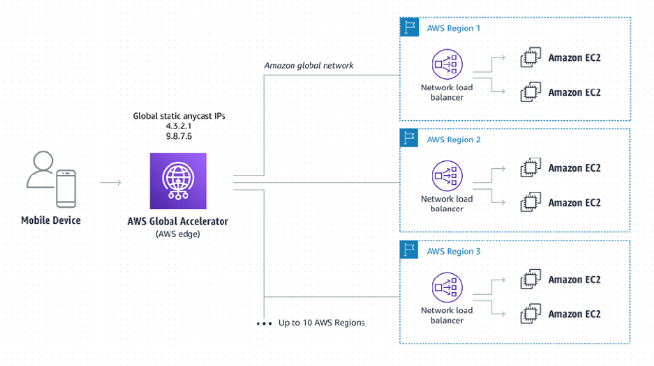 Global static anycast IPs
4.3.2.1
9.8.7.6
Mobile Device
AWS Global Accelerator
(AWS edge)
Amazon global network
AWS Region 1
Network load
balancer
Amazon EC2
Amazon EC2
AWS Region 2
Network load
balancer
Amazon EC2
Amazon EC2
AWS Region 3
Network load
balancer
Amazon EC2
Amazon EC2
Up to 10 AWS Regions